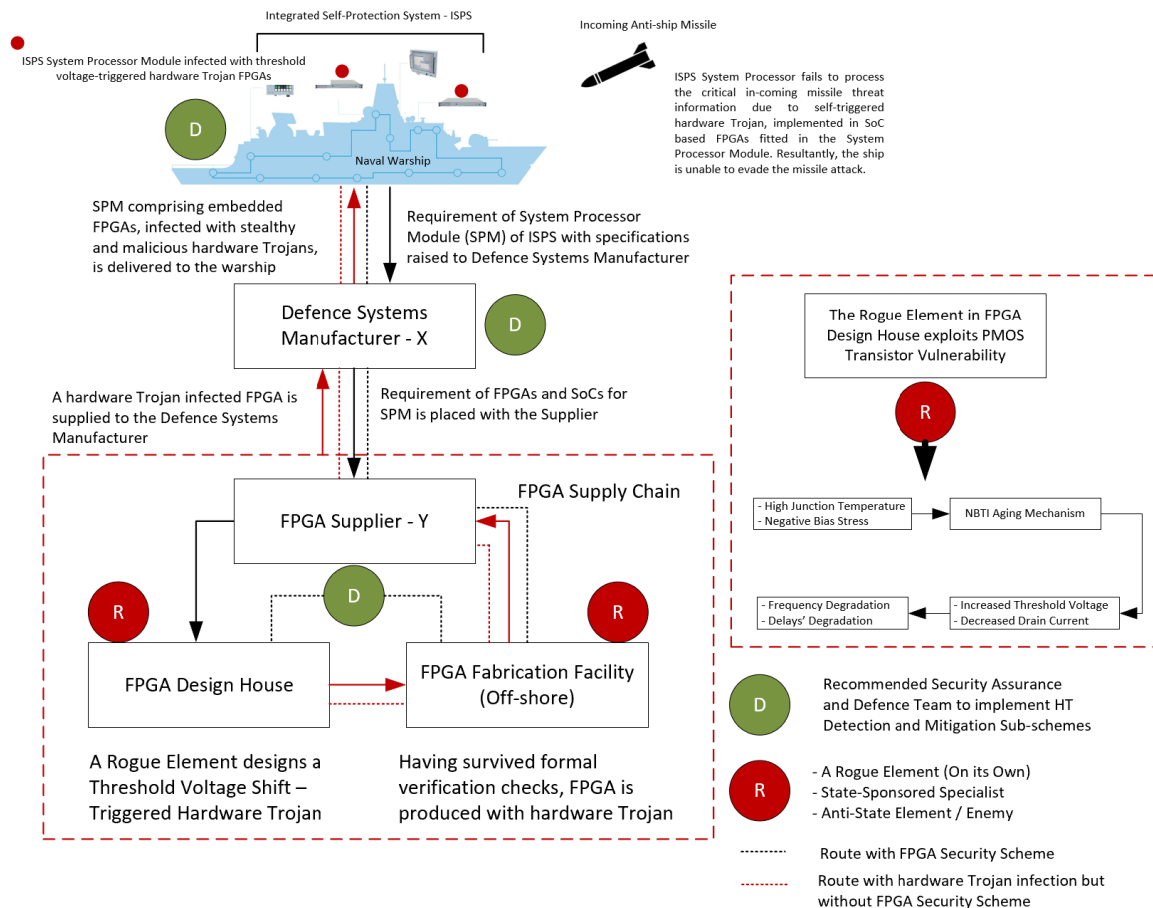 Integrated Self-Protection System - ISPS
Incoming Anti-ship Missile
ISPS System Processor Module infected with threshold
voltage-triggered hardware Trojan FPGAs
ISPS System Processor fails to process
the critical in-coming missile threat
information due to self-triggered
hardware Trojan, implemented in SoC
based FPGAs fitted in the System
Processor Module. Resultantly, the ship
is unable to evade the missile attack.
D
Naval Warship
SPM comprising embedded
FPGAs, infected with stealthy
and malicious hardware Trojans,
is delivered to the warship
Requirement of System Processor
Module (SPM) of ISPS with specifications
raised to Defence Systems Manufacturer
Defence Systems
Manufacturer - X
D
A hardware Trojan infected FPGA is
supplied to the Defence Systems
Manufacturer
Requirement of FPGAs and SoCs for
SPM is placed with the Supplier
FPGA Supply Chain
FPGA Supplier - Y
R
D
R
FPGA Design House
FPGA Fabrication Facility
(Off-shore)
A Rogue Element designs a
Threshold Voltage Shift –
Triggered Hardware Trojan
Having survived formal
verification checks, FPGA is
produced with hardware Trojan
The Rogue Element in FPGA
Design House exploits PMOS
Transistor Vulnerability
R
- High Junction Temperature
- Negative Bias Stress
NBTI Aging Mechanism
- Frequency Degradation
- Delays' Degradation
- Increased Threshold Voltage
- Decreased Drain Current
D
Recommended Security Assurance
and Defence Team to implement HT
Detection and Mitigation Sub-schemes
R
- A Rogue Element (On its Own)
- State-Sponsored Specialist
- Anti-State Element / Enemy
Route with FPGA Security Scheme
Route with hardware Trojan infection but
without FPGA Security Scheme